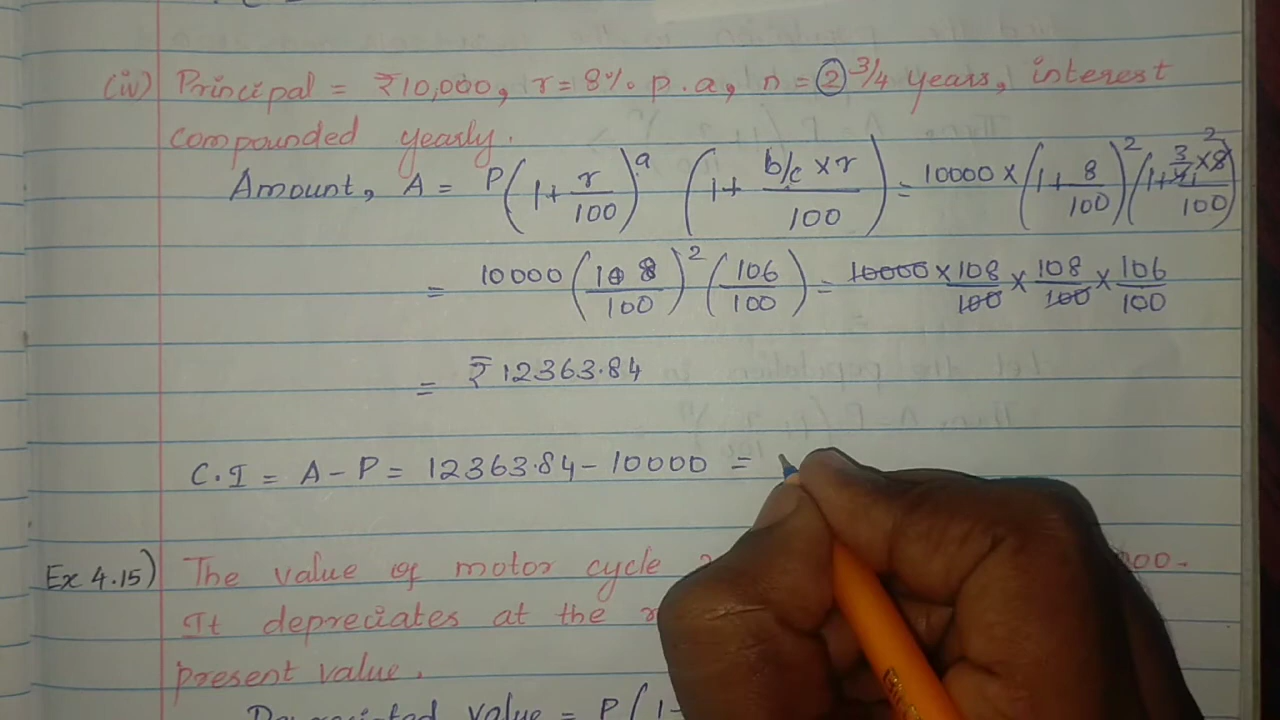 (iv) Principal = ₹10,000, r = 8% p.a, n = 2 3/4 years, interest
compounded yearly.
Amount, A = P(1 + r/100)^a (1 + (b/c × r)/100) = 10000 × (1 + 8/100)^2 (1 + (3/4 × 8)/100)
= 10000 (108/100)^2 (106/100) = 10000 × 108/100 × 108/100 × 106/100
= ₹12363.84
C.I = A - P = 12363.84 - 10000 =
Ex 4.15) The value of motor cycle
It depreciates at the
present value.
value = P(1-